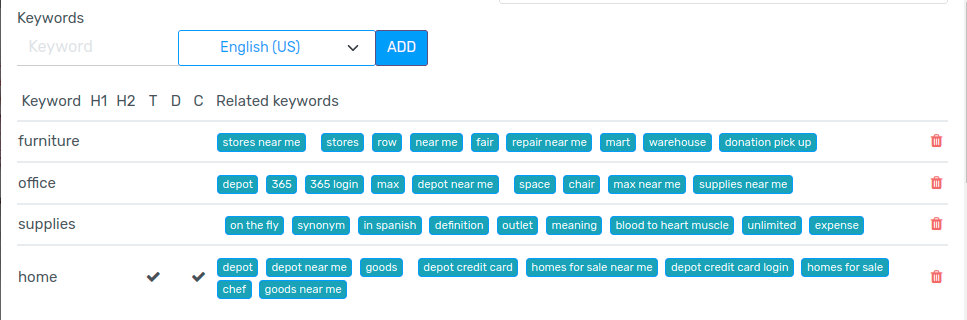 Keywords
Keyword English (US) ADD
Keyword H1 H2 T D C Related keywords
furniture stores near me stores row near me fair repair near me mart warehouse donation pick up
office depot 365 365 login max depot near me space chair max near me supplies near me
supplies on the fly synonym in spanish definition outlet meaning blood to heart muscle unlimited expense
home depot depot near me goods depot credit card homes for sale near me depot credit card login homes for sale
chef goods near me